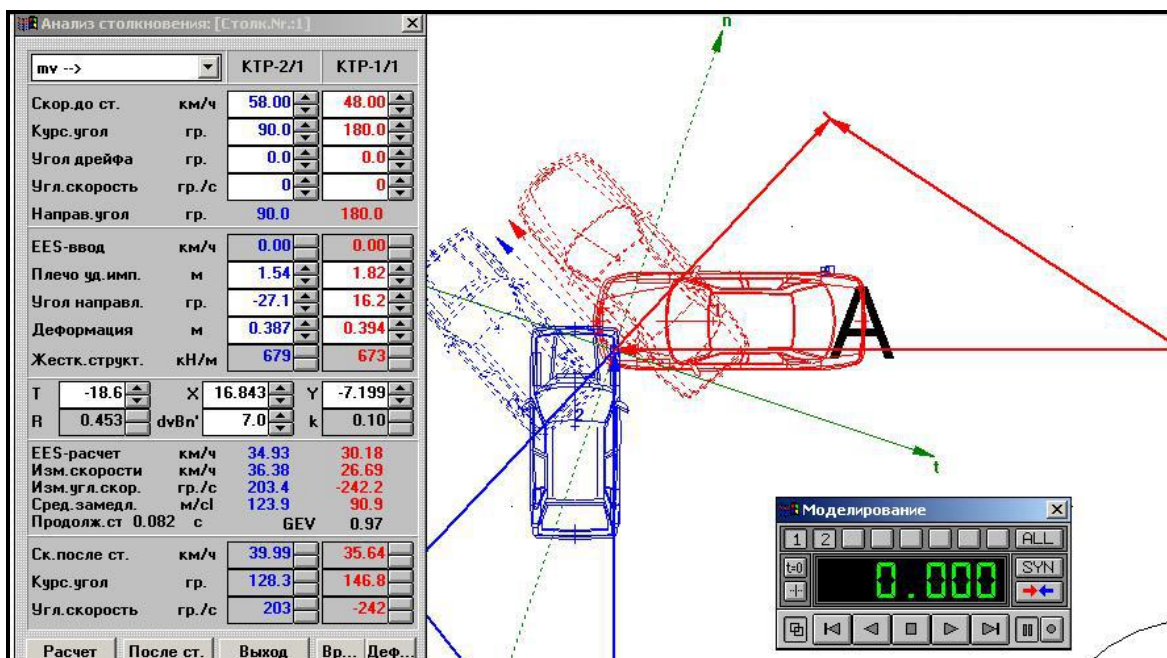 Анализ столкновения: [Столк.Nr.:1]
mv --> КТР-2/1 КТР-1/1
Скор.до ст. км/ч 58.00 48.00
Курс.угол гр. 90.0 180.0
Угол дрейфа гр. 0.0 0.0
Угл.скорость гр./с 0 0
Направ.угол гр. 90.0 180.0
EES-ввод км/ч 0.00 0.00
Плечо уд.имп. м 1.54 1.82
Угол направл. гр. -27.1 16.2
Деформация м 0.387 0.394
Жестк.структ. кН/м 679 673
T -18.6 X 16.843 Y -7.199
R 0.453 dvBn' 7.0 k 0.10
EES-расчет км/ч 34.93 30.18
Изм.скорости км/ч 36.38 26.69
Изм.угл.скор. гр./с 203.4 -242.2
Сред.замедл. м/cl 123.9 90.9
Продолж.ст 0.082 с GEV 0.97
Ск.после ст. км/ч 39.99 35.64
Курс.угол гр. 128.3 146.8
Угл.скорость гр./с 203 -242
Расчет После ст. Выход Вр... Деф...
n
1
A
2
t
Моделирование
1 2 ALL
t=0 0.000 SYN